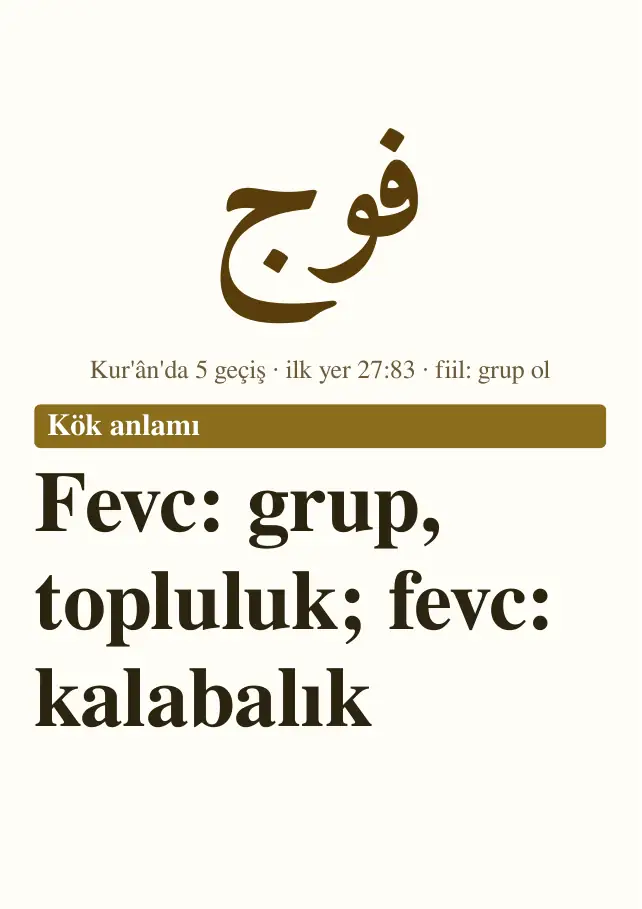 فوج
Kur'ân'da 5 geçiş · ilk yer 27:83 · fiil: grup ol
Kök anlamı
Fevc: grup,
topluluk; fevc:
kalabalık